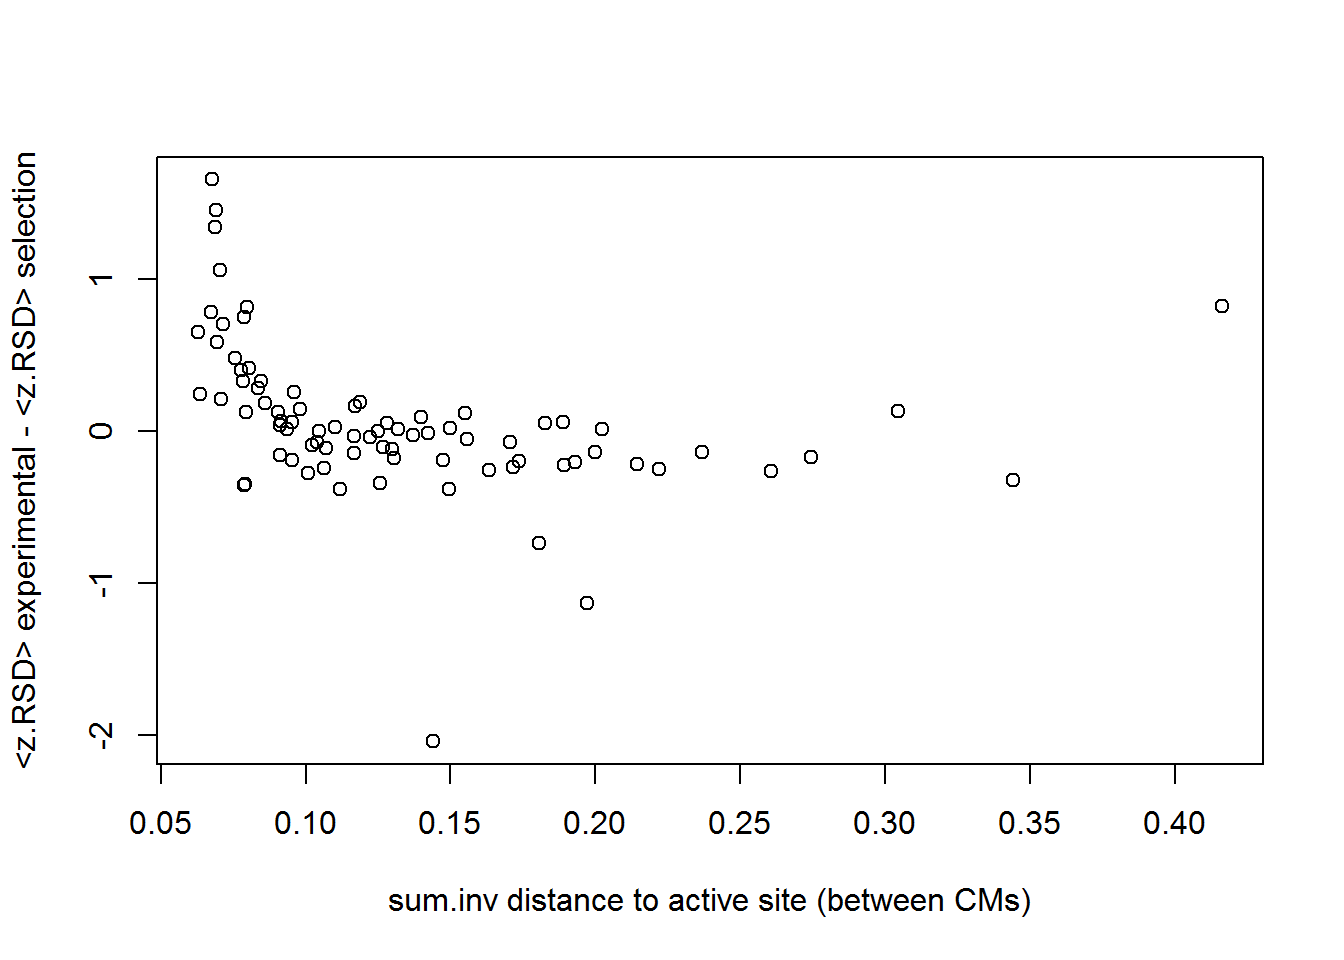 <z.RSD> experimental - <z.RSD> selection
1
0
-1
-2
0.05 0.10 0.15 0.20 0.25 0.30 0.35 0.40
sum.inv distance to active site (between CMs)